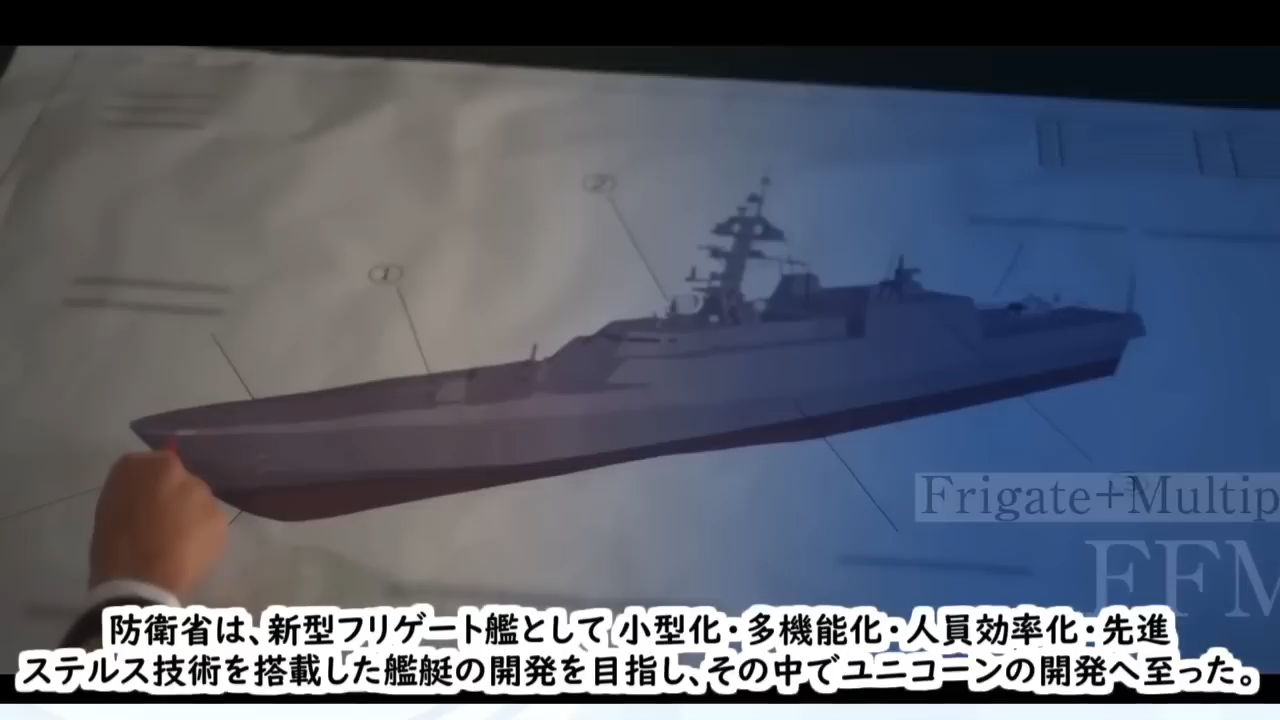 ②
①
Frigate+Multip
FFM
防衛省は、新型フリゲート艦として 小型化・多機能化・人員効率化・先進
ステルス技術を搭載した艦艇の開発を目指し、その中でユニコーンの開発へ至った。